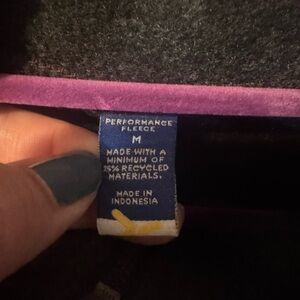 PERFORMANCE
FLEECE
M
MADE WITH A
MINIMUM OF
25% RECYCLED
MATERIALS.
MADE IN
INDONESIA